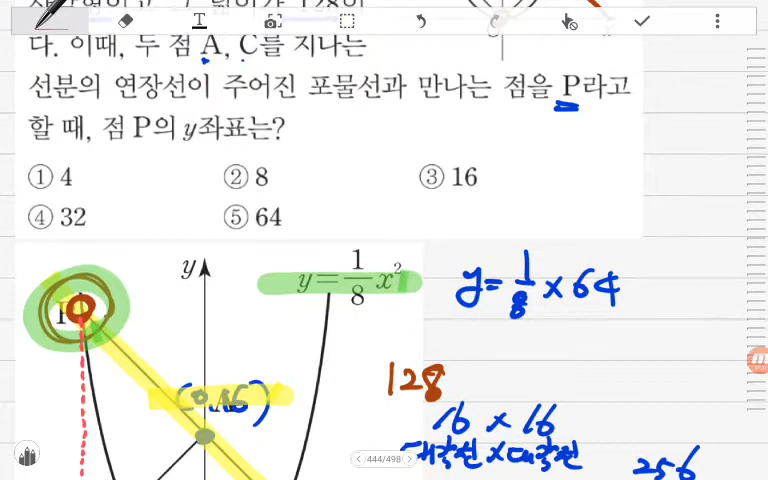 다. 이때, 두 점 A, C를 지나는
선분의 연장선이 주어진 포물선과 만나는 점을 P라고
할 때, 점 P의 y좌표는?
① 4 ② 8 ③ 16
④ 32 ⑤ 64
y
y = 1/8 x²
y = 1/8 × 64
P
128
A
16 × 16
대각선 × 대각선
256
444/498